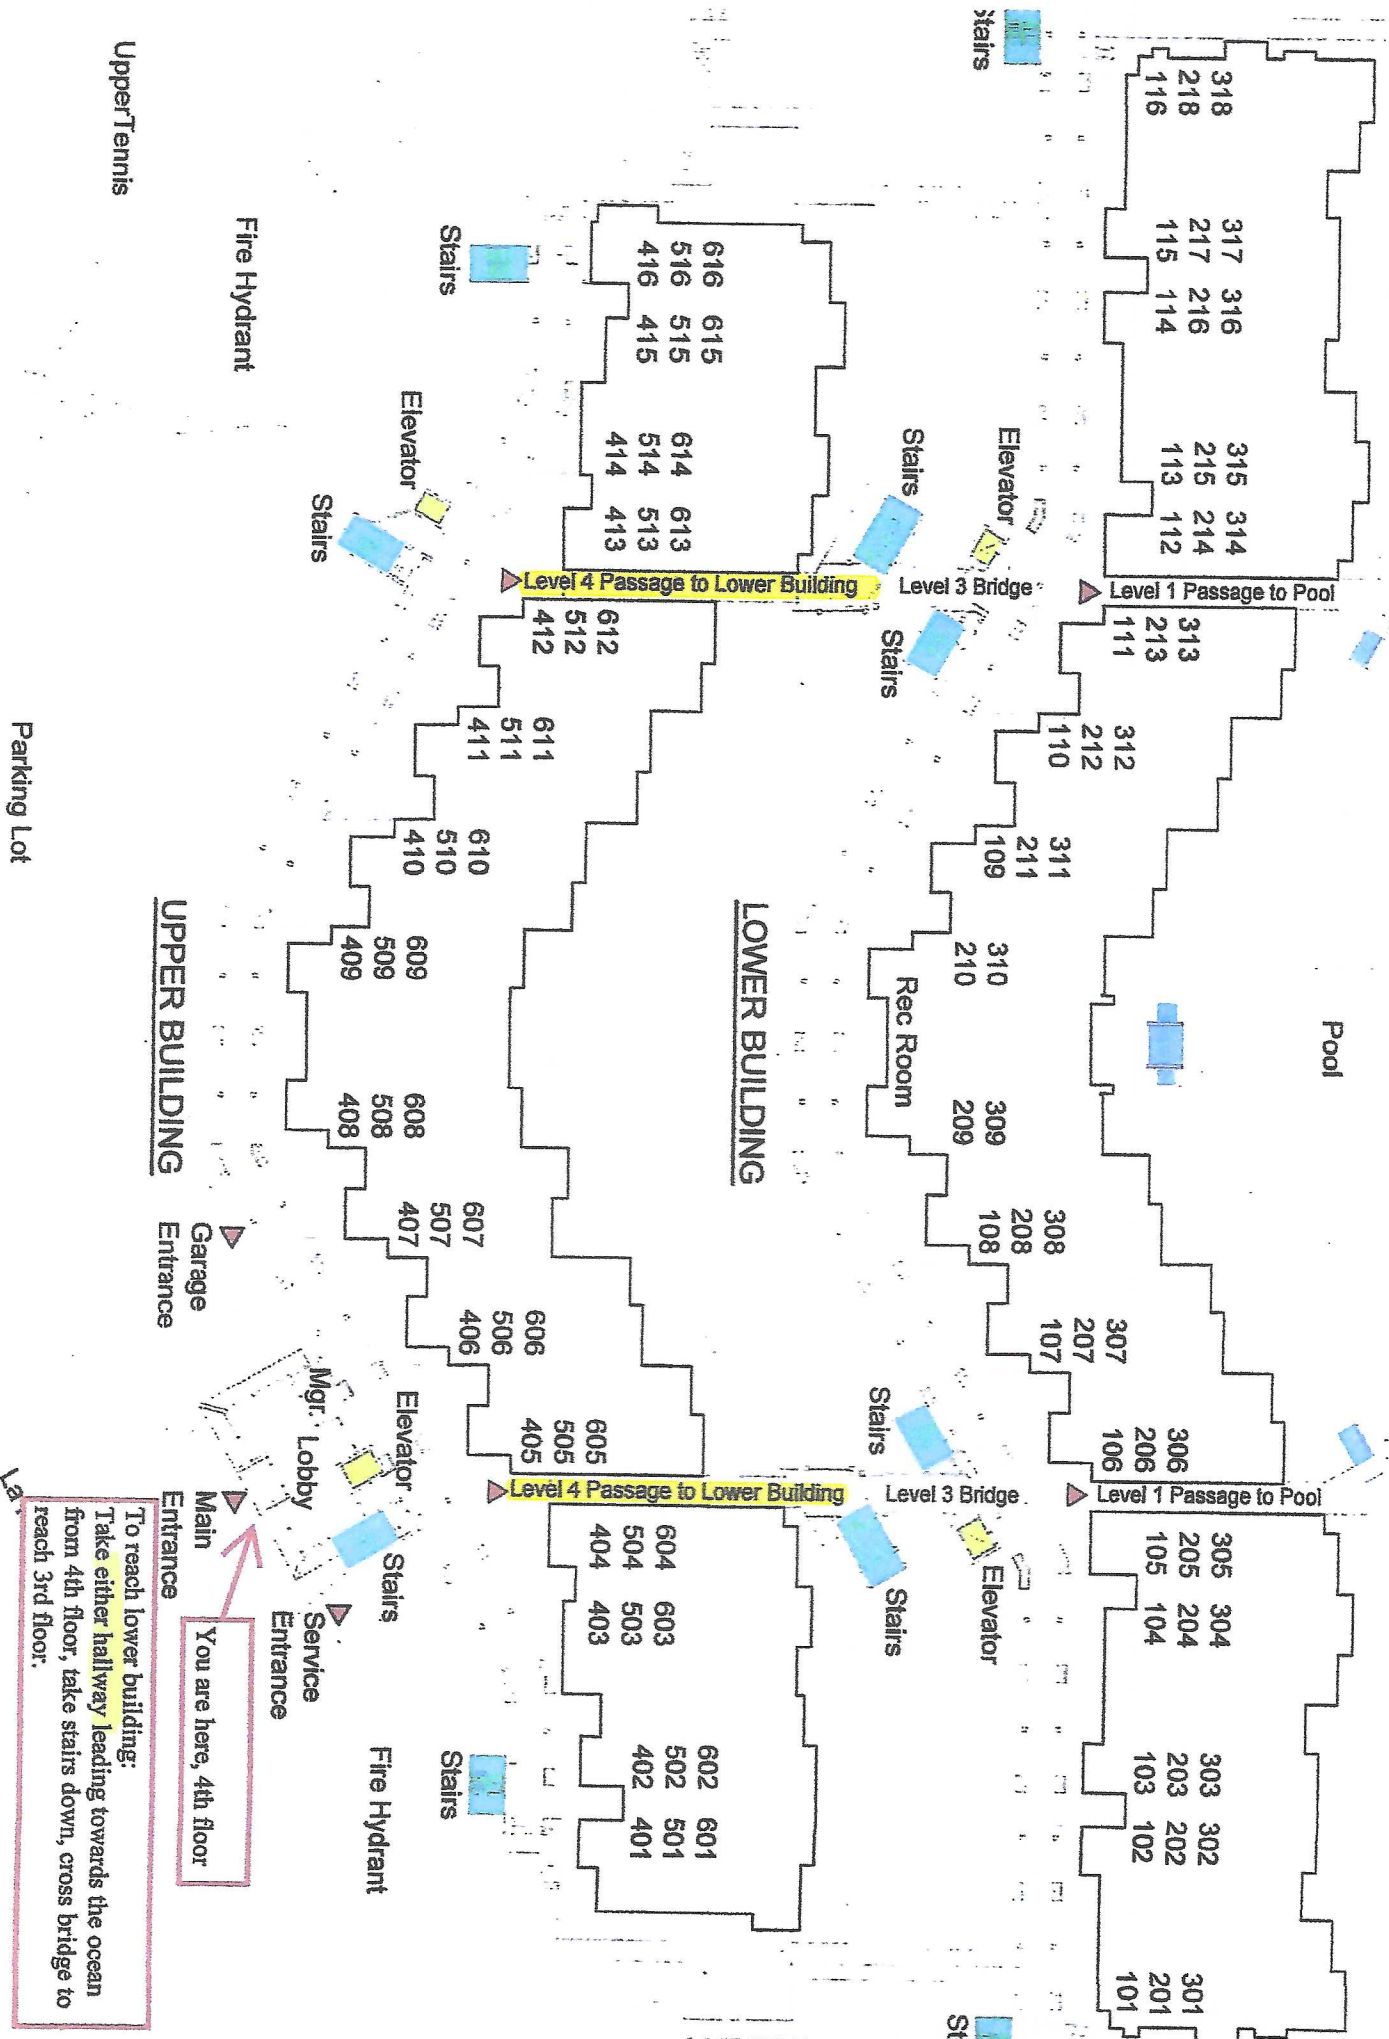 Pool
Level 1 Passage to Pool
Level 1 Passage to Pool
318 317 316 315 314 313 312 311 310 309 308 307 306 305 304 303 302 301
218 217 216 215 214 213 212 211 210 209 208 207 206 205 204 203 202 201
116 115 114 113 112 111 110 109 108 107 106 105 104 103 102 101
Rec Room
Stairs
Elevator
Level 3 Bridge
Level 3 Bridge
Elevator
Stairs
Stairs
Stairs
Stairs
LOWER BUILDING
Level 4 Passage to Lower Building
Level 4 Passage to Lower Building
616 615 614 613 612 611 610 609 608 607 606 605 604 603 602 601
516 515 514 513 512 511 510 509 508 507 506 505 504 503 502 501
416 415 414 413 412 411 410 409 408 407 406 405 404 403 402 401
Stairs
Stairs
Elevator
Stairs
Elevator
Stairs
Fire Hydrant
Fire Hydrant
UPPER BUILDING
Mgr.
Lobby
Service
Entrance
Garage
Entrance
Main
Entrance
You are here, 4th floor
UpperTennis
Parking Lot
To reach lower building:
Take either hallway leading towards the ocean
from 4th floor, take stairs down, cross bridge to
reach 3rd floor.